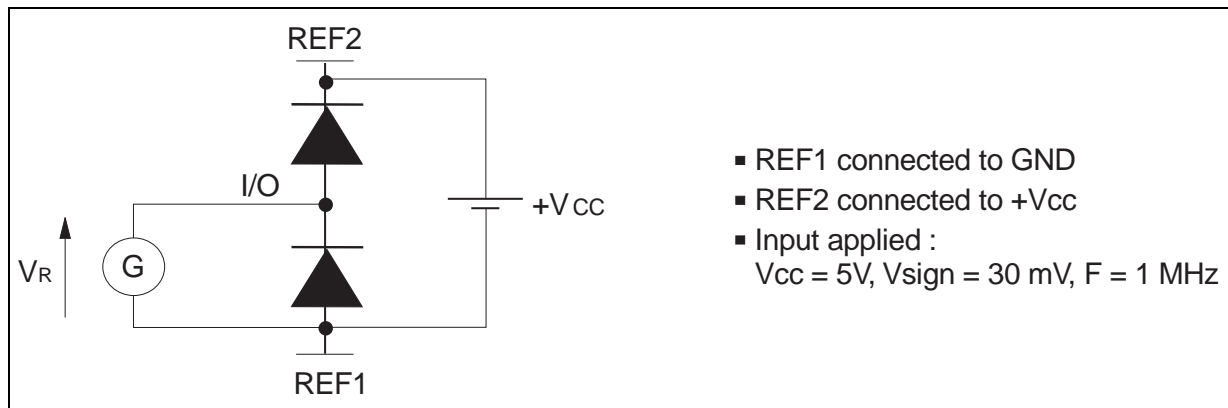 REF2
I/O
+VCC
VR
G
REF1
▪ REF1 connected to GND
▪ REF2 connected to +Vcc
▪ Input applied :
Vcc = 5V, Vsign = 30 mV, F = 1 MHz